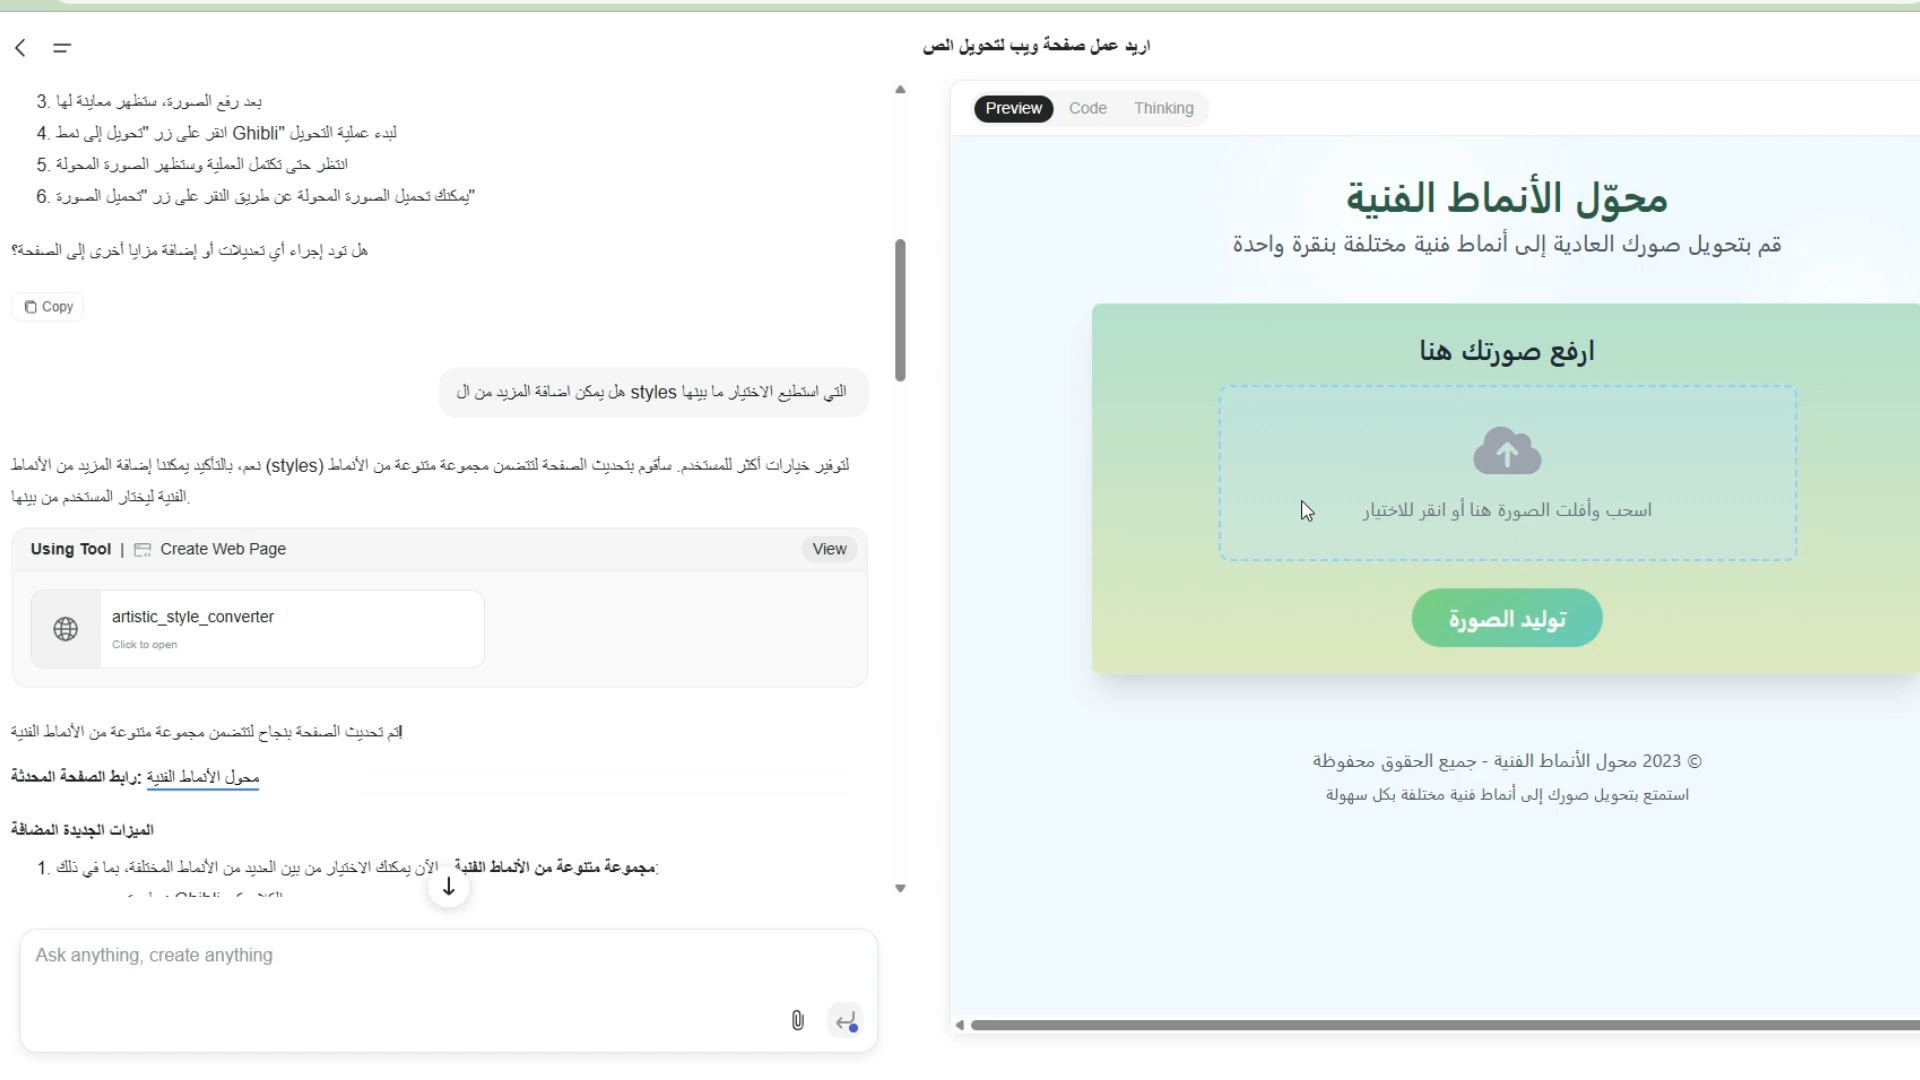 اريد عمل صفحة ويب لتحويل الص
3. بعد رفع الصورة، ستظهر معاينة لها
4. انقر على زر "تحويل إلى نمط Ghibli" لبدء عملية التحويل
5. انتظر حتى تكتمل العملية وستظهر الصورة المحولة
6. يمكنك تحميل الصورة المحولة عن طريق النقر على زر "تحميل الصورة"
هل تود إجراء أي تعديلات أو إضافة مزايا أخرى إلى الصفحة؟
Copy
هل يمكن اضافة المزيد من ال styles التي استطيع الاختيار ما بينها
نعم، بالتأكيد يمكننا إضافة المزيد من الأنماط (styles) لتوفير خيارات أكثر للمستخدم. سأقوم بتحديث الصفحة لتتضمن مجموعة متنوعة من الأنماط
الفنية ليختار المستخدم من بينها.
Using Tool | Create Web Page
View
artistic_style_converter
Click to open
تم تحديث الصفحة بنجاح لتتضمن مجموعة متنوعة من الأنماط الفنية!
رابط الصفحة المحدثة: محول الأنماط الفنية
الميزات الجديدة المضافة
1. مجموعة متنوعة من الأنماط الفنية: الآن يمكنك الاختيار من بين العديد من الأنماط المختلفة، بما في ذلك
Ask anything, create anything
Preview
Code
Thinking
محوّل الأنماط الفنية
قم بتحويل صورك العادية إلى أنماط فنية مختلفة بنقرة واحدة
ارفع صورتك هنا
اسحب وأفلت الصورة هنا أو انقر للاختيار
توليد الصورة
© 2023 محول الأنماط الفنية - جميع الحقوق محفوظة
استمتع بتحويل صورك إلى أنماط فنية مختلفة بكل سهولة